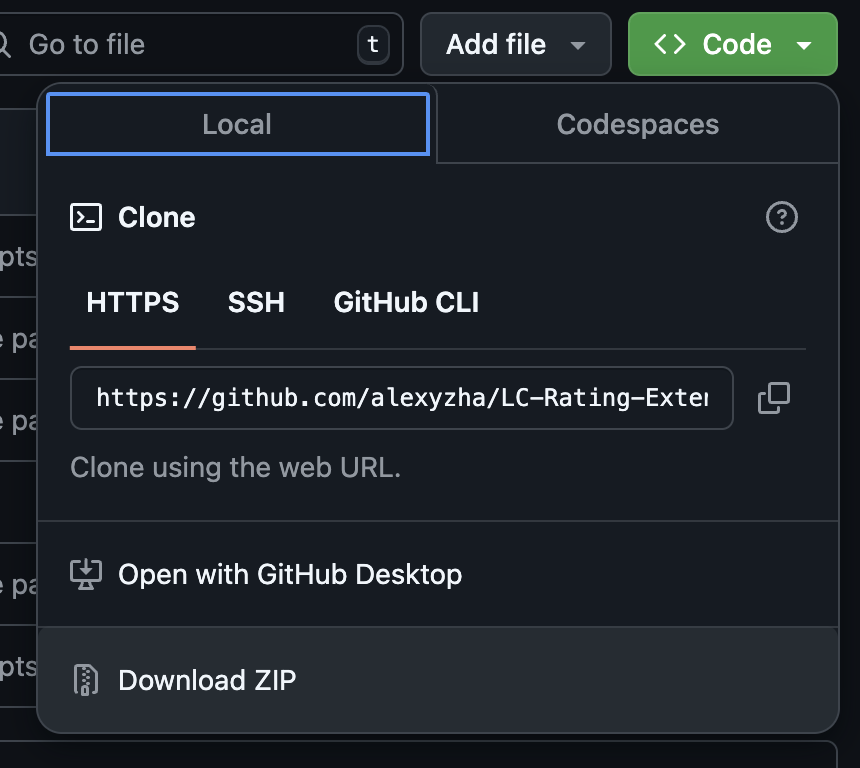 Go to file t Add file <> Code
Local Codespaces
pts
Clone
e pa
HTTPS SSH GitHub CLI
https://github.com/alexyzha/LC-Rating-Exten
e pa
Clone using the web URL.
Open with GitHub Desktop
e pa
pts
Download ZIP